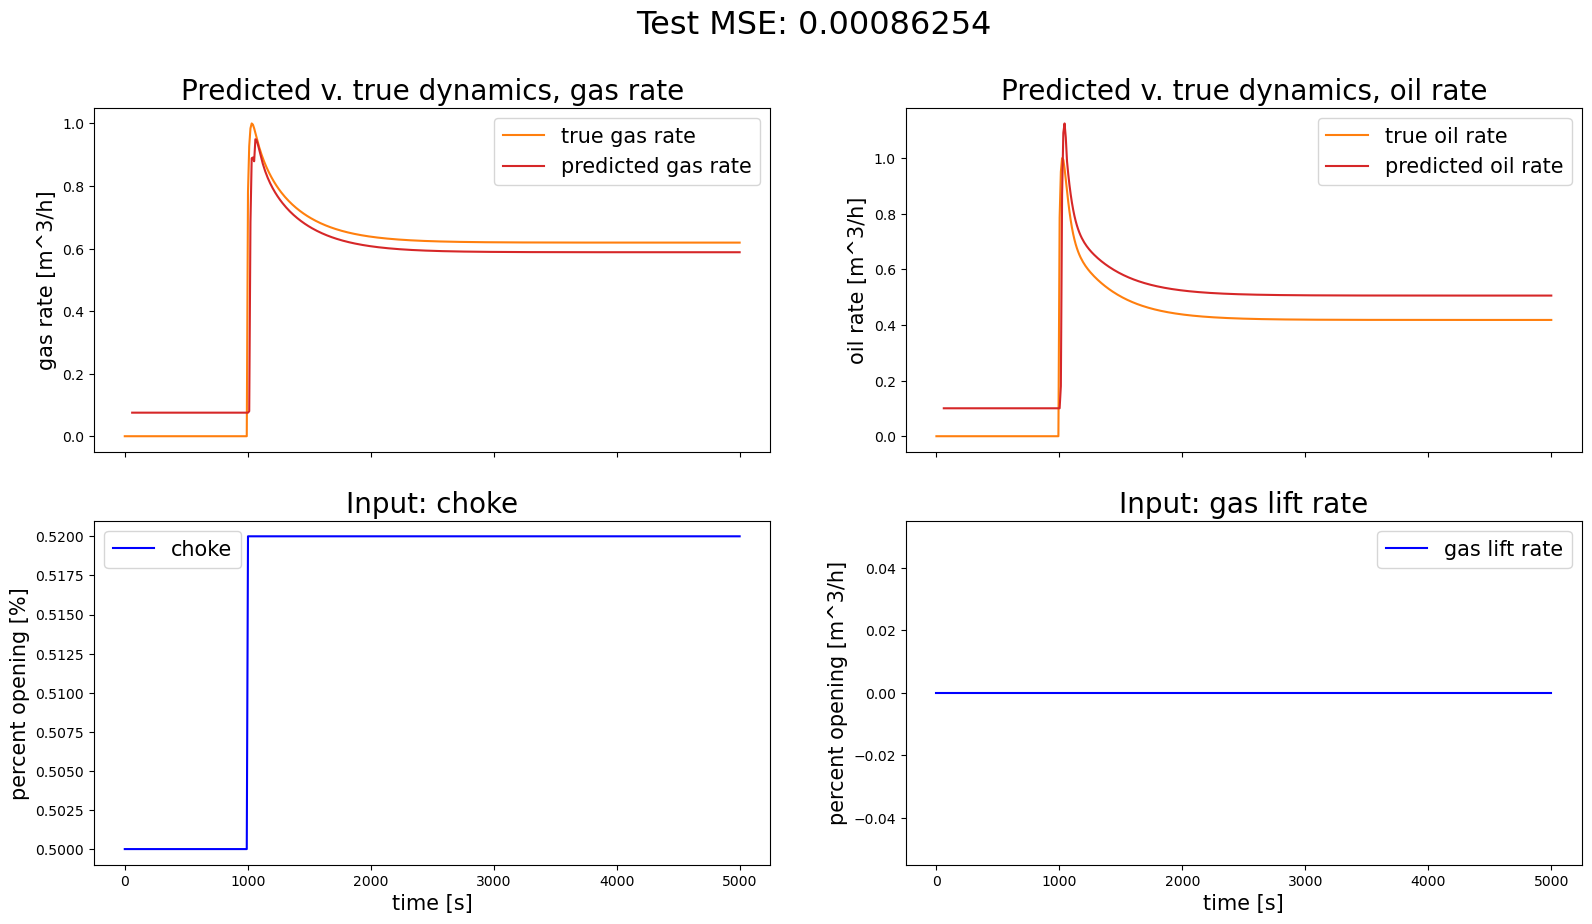 Test MSE: 0.00086254
Predicted v. true dynamics, gas rate
gas rate [m^3/h]
1.0
0.8
0.6
0.4
0.2
0.0
true gas rate
predicted gas rate
Predicted v. true dynamics, oil rate
oil rate [m^3/h]
1.0
0.8
0.6
0.4
0.2
0.0
true oil rate
predicted oil rate
Input: choke
percent opening [%]
0.5200
0.5175
0.5150
0.5125
0.5100
0.5075
0.5050
0.5025
0.5000
choke
0 1000 2000 3000 4000 5000
time [s]
Input: gas lift rate
percent opening [m^3/h]
0.04
0.02
0.00
−0.02
−0.04
gas lift rate
0 1000 2000 3000 4000 5000
time [s]